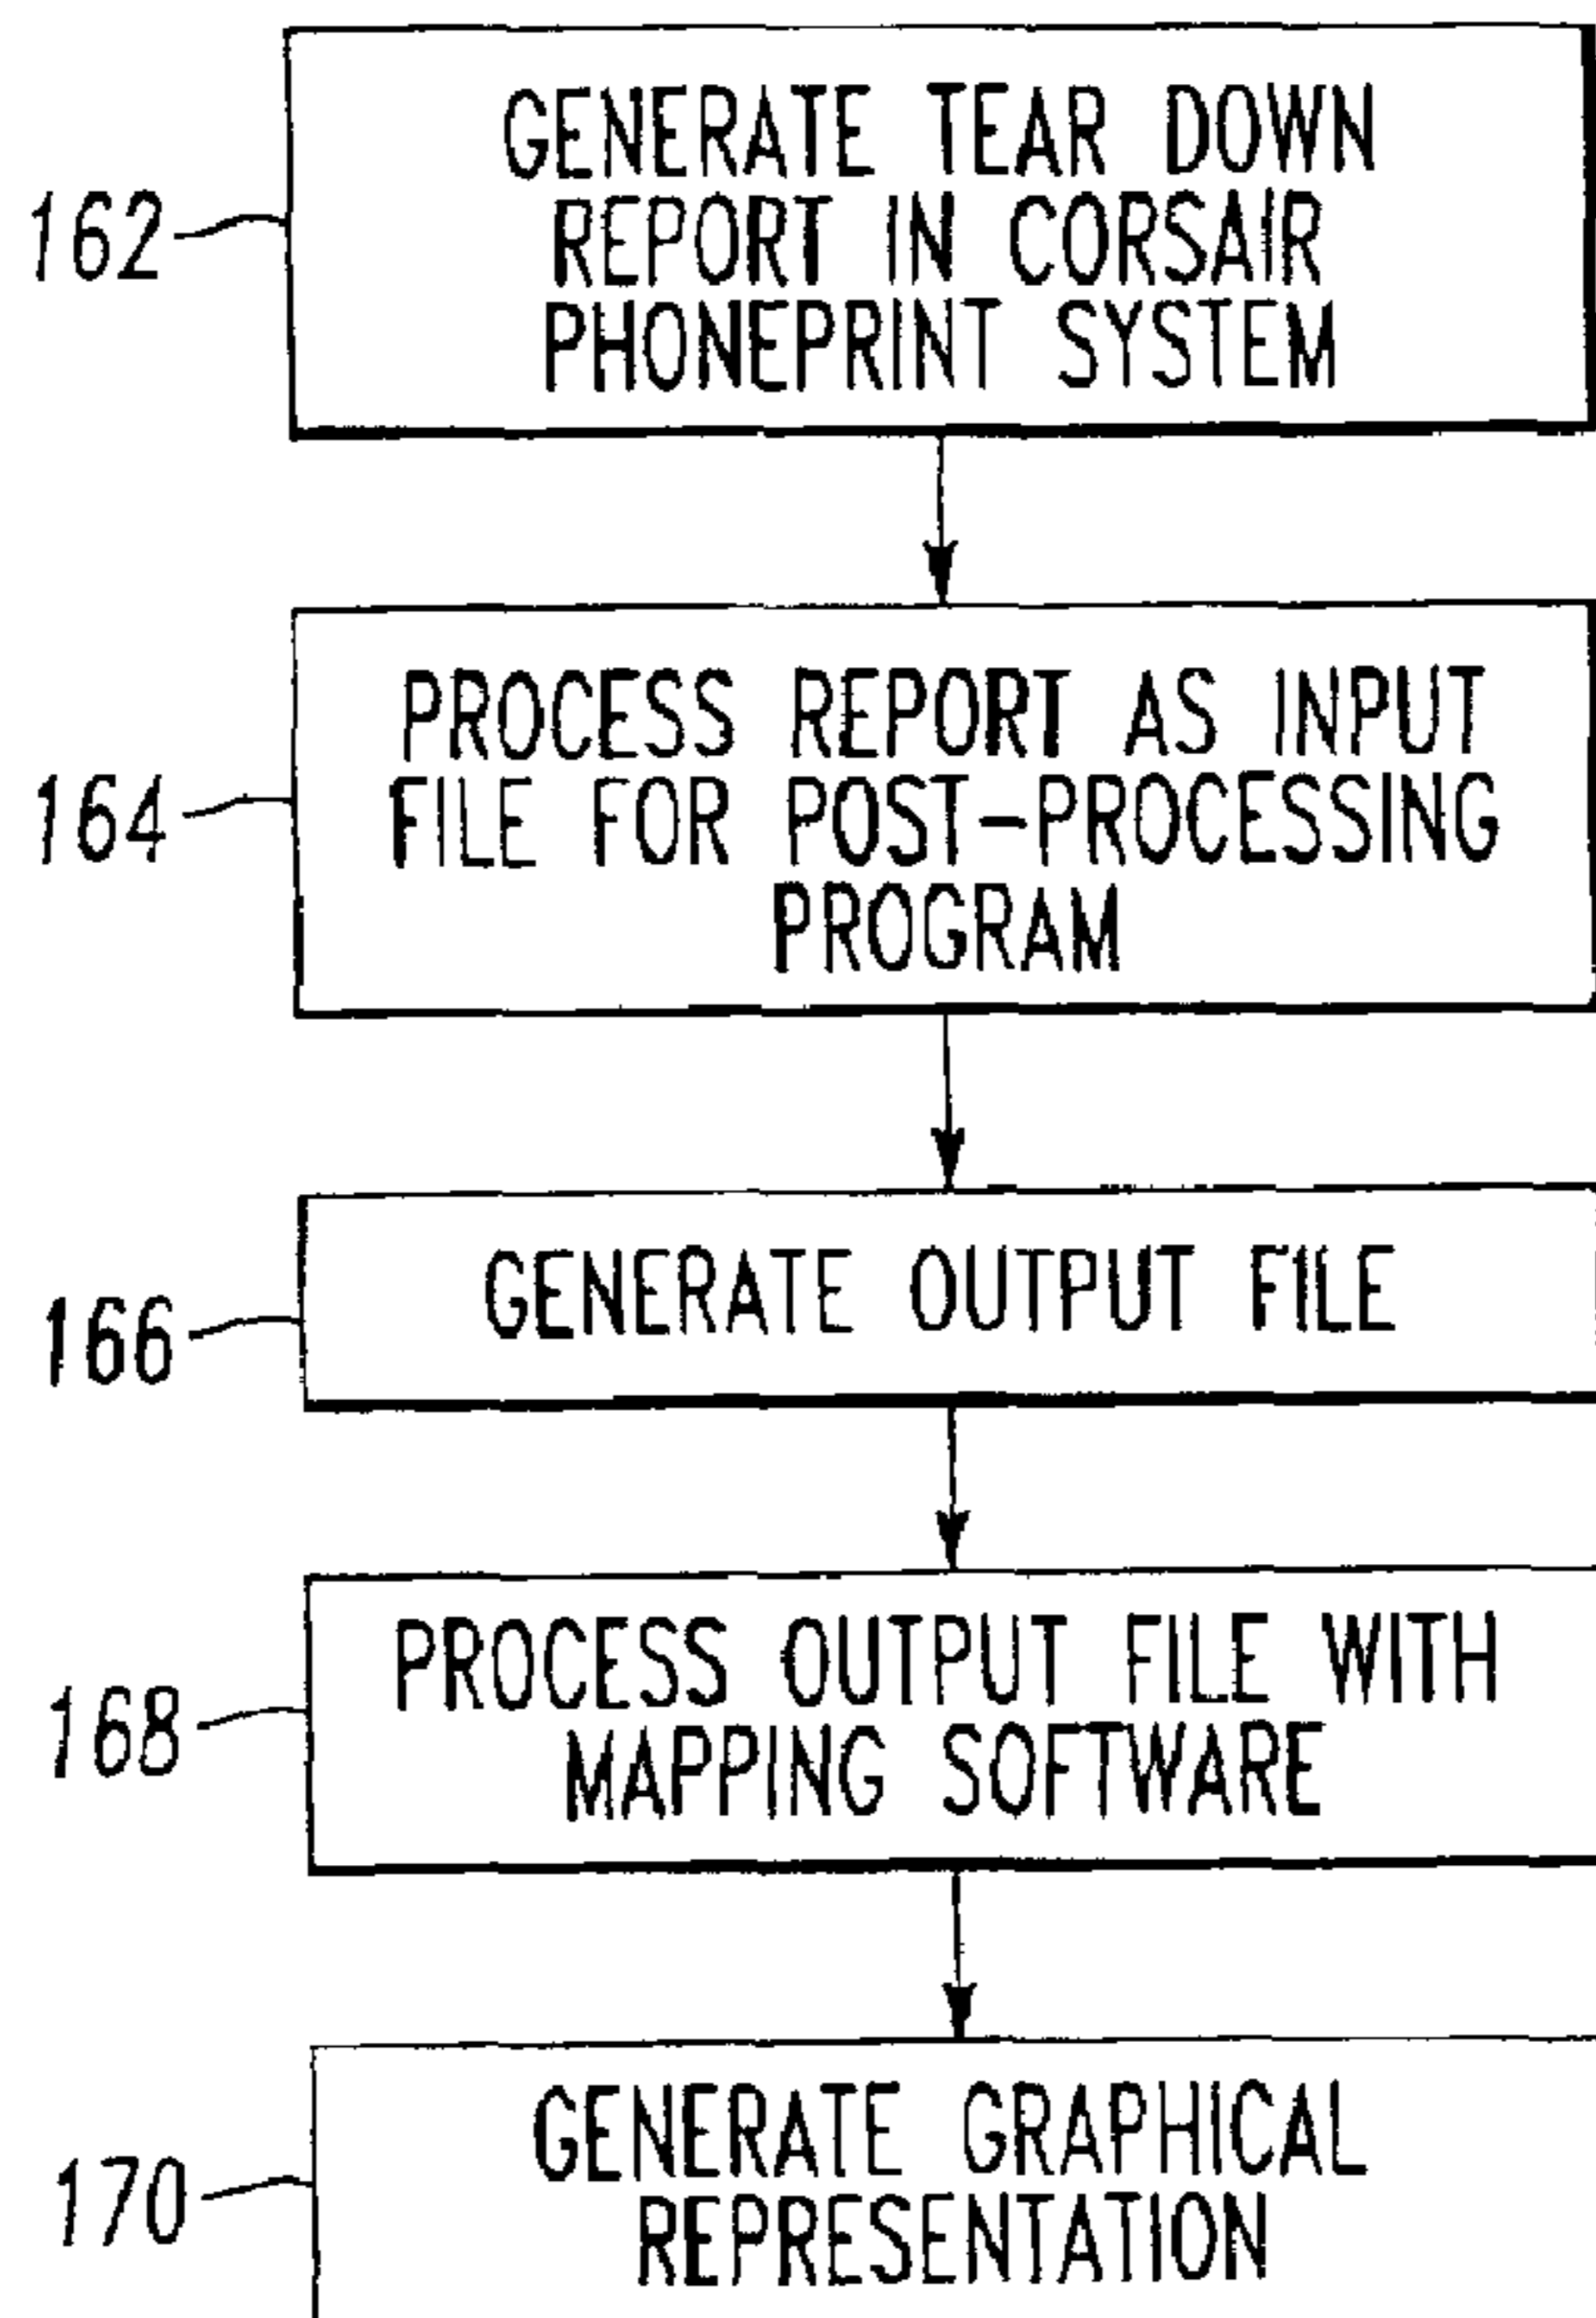 162
GENERATE TEAR DOWN
REPORT IN CORSAIR
PHONEPRINT SYSTEM
164
PROCESS REPORT AS INPUT
FILE FOR POST-PROCESSING
PROGRAM
166
GENERATE OUTPUT FILE
168
PROCESS OUTPUT FILE WITH
MAPPING SOFTWARE
170
GENERATE GRAPHICAL
REPRESENTATION